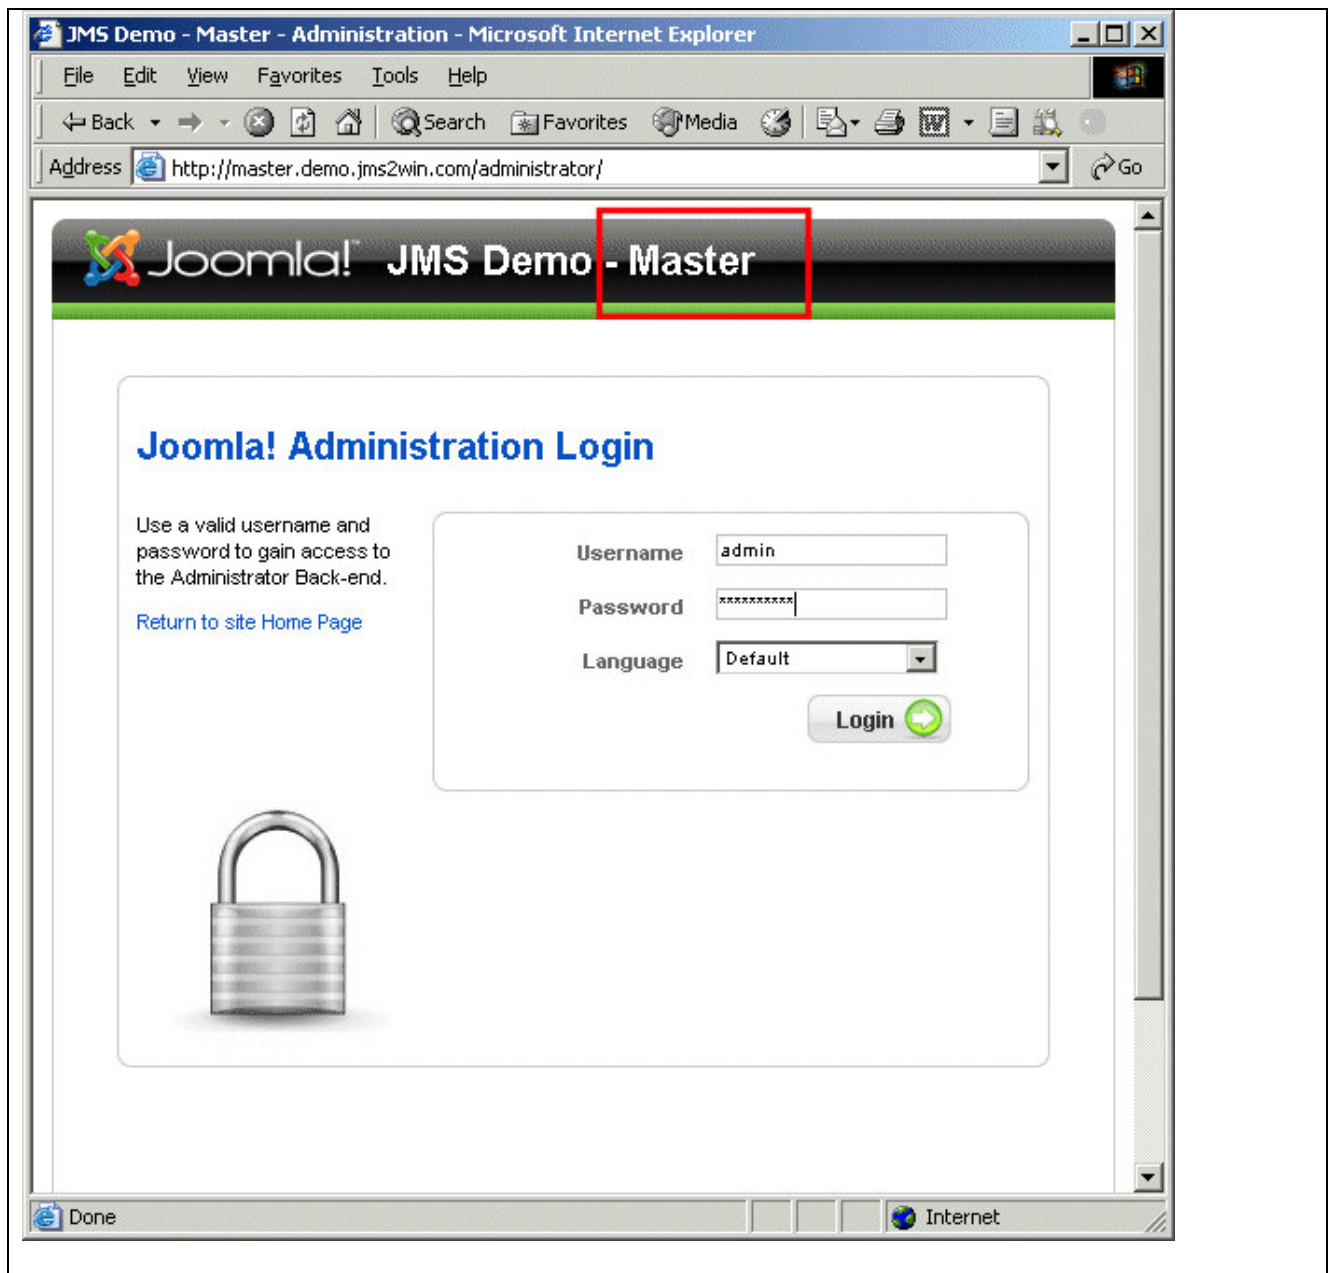 JMS Demo - Master - Administration - Microsoft Internet Explorer
File Edit View Favorites Tools Help
Back Search Favorites Media
Address http://master.demo.jms2win.com/administrator/ Go
Joomla!™ JMS Demo - Master
Joomla! Administration Login
Use a valid username and
password to gain access to
the Administrator Back-end.
Return to site Home Page
Username admin
Password **********
Language Default
Login
Done Internet